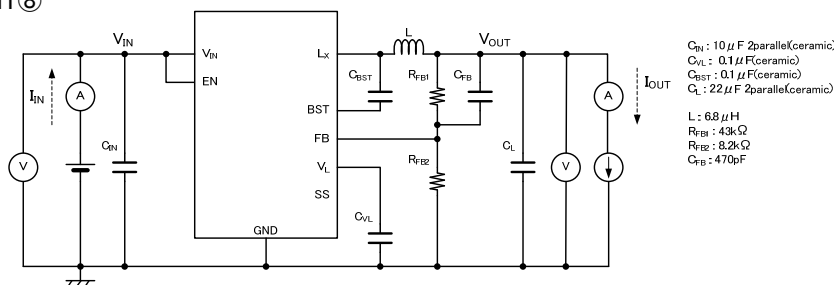 ⑧
V_IN
L
V_OUT
V_IN
L_X
EN
C_BST
R_FB1
C_FB
I_IN
A
A
I_OUT
BST
FB
C_IN
V
V_L
R_FB2
C_L
V
SS
C_VL
GND
C_IN : 10μF 2parallel(ceramic)
C_VL : 0.1μF(ceramic)
C_BST : 0.1μF(ceramic)
C_L : 22μF 2parallel(ceramic)
L : 6.8μH
R_FB1 : 43kΩ
R_FB2 : 8.2kΩ
C_FB : 470pF